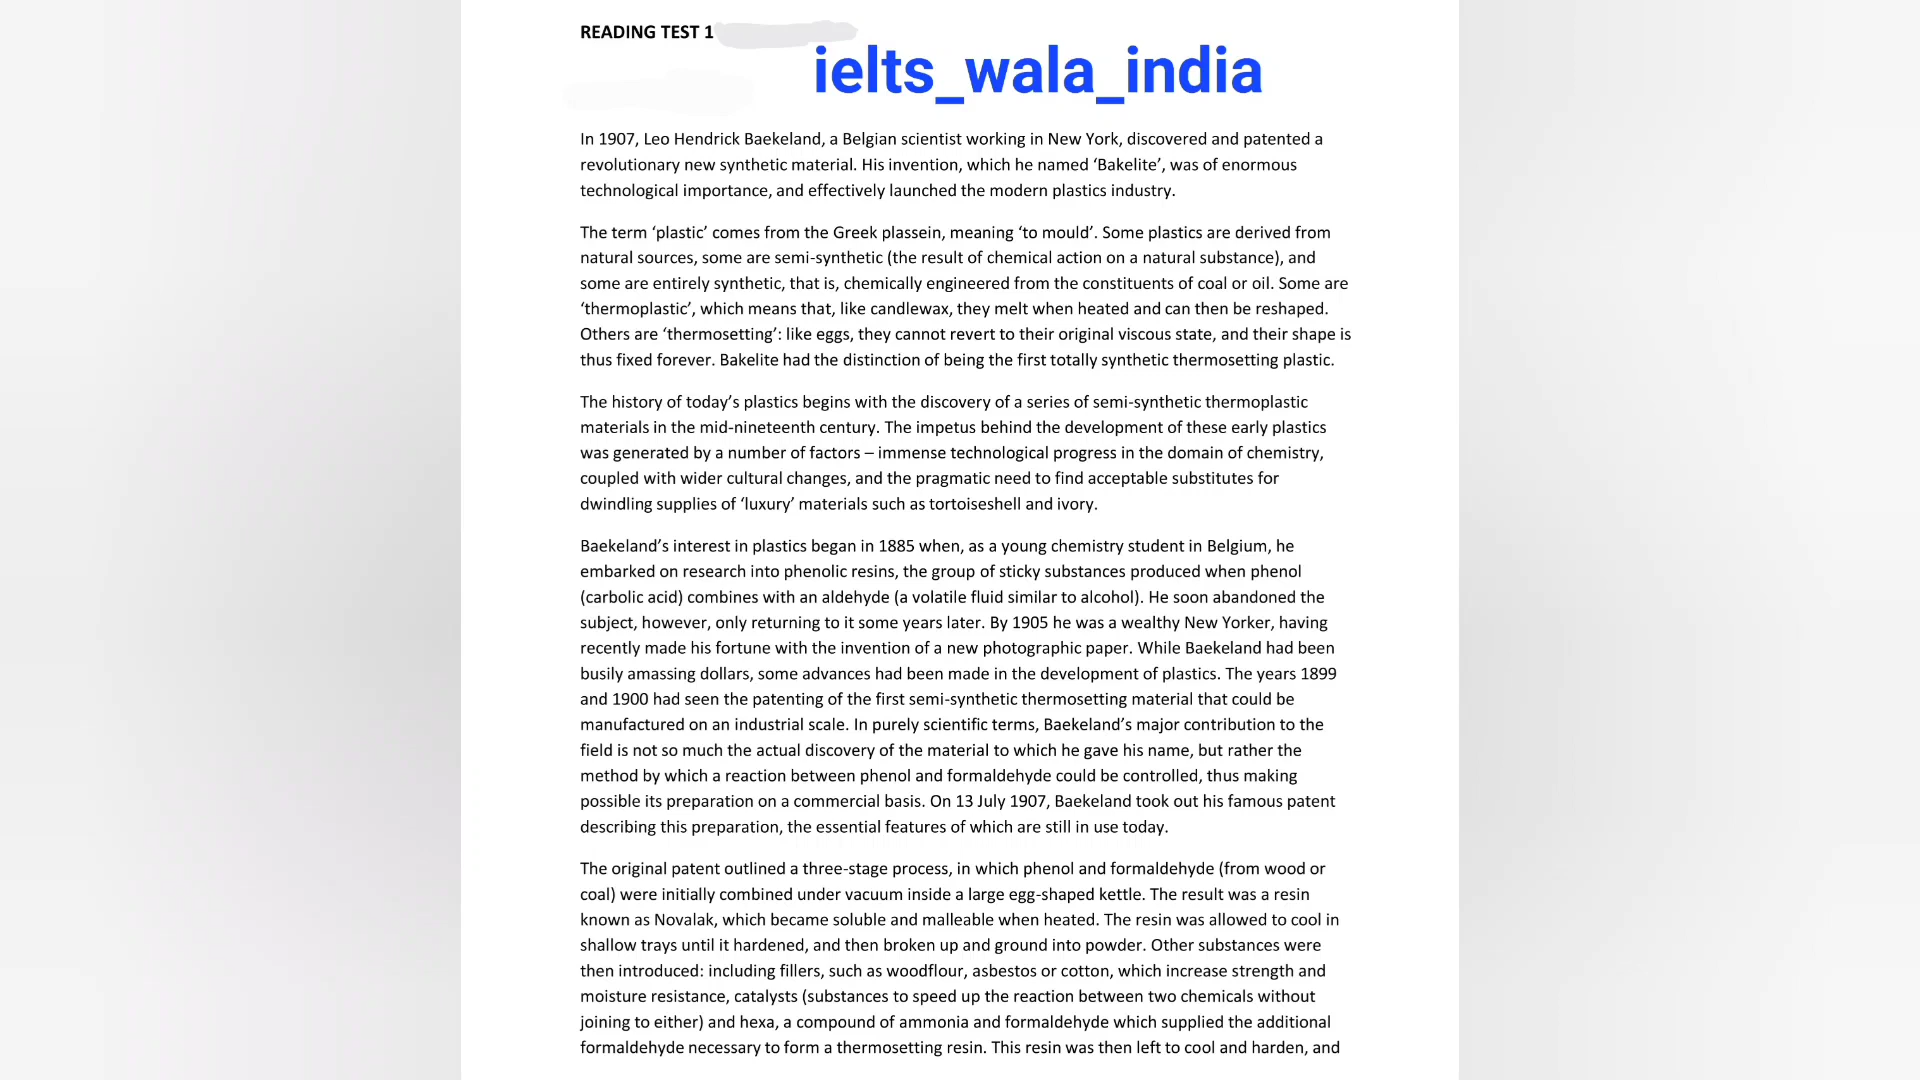 READING TEST 1
ielts_wala_india
In 1907, Leo Hendrick Baekeland, a Belgian scientist working in New York, discovered and patented a
revolutionary new synthetic material. His invention, which he named ‘Bakelite’, was of enormous
technological importance, and effectively launched the modern plastics industry.
The term ‘plastic’ comes from the Greek plassein, meaning ‘to mould’. Some plastics are derived from
natural sources, some are semi-synthetic (the result of chemical action on a natural substance), and
some are entirely synthetic, that is, chemically engineered from the constituents of coal or oil. Some are
‘thermoplastic’, which means that, like candlewax, they melt when heated and can then be reshaped.
Others are ‘thermosetting’: like eggs, they cannot revert to their original viscous state, and their shape is
thus fixed forever. Bakelite had the distinction of being the first totally synthetic thermosetting plastic.
The history of today’s plastics begins with the discovery of a series of semi-synthetic thermoplastic
materials in the mid-nineteenth century. The impetus behind the development of these early plastics
was generated by a number of factors – immense technological progress in the domain of chemistry,
coupled with wider cultural changes, and the pragmatic need to find acceptable substitutes for
dwindling supplies of ‘luxury’ materials such as tortoiseshell and ivory.
Baekeland’s interest in plastics began in 1885 when, as a young chemistry student in Belgium, he
embarked on research into phenolic resins, the group of sticky substances produced when phenol
(carbolic acid) combines with an aldehyde (a volatile fluid similar to alcohol). He soon abandoned the
subject, however, only returning to it some years later. By 1905 he was a wealthy New Yorker, having
recently made his fortune with the invention of a new photographic paper. While Baekeland had been
busily amassing dollars, some advances had been made in the development of plastics. The years 1899
and 1900 had seen the patenting of the first semi-synthetic thermosetting material that could be
manufactured on an industrial scale. In purely scientific terms, Baekeland’s major contribution to the
field is not so much the actual discovery of the material to which he gave his name, but rather the
method by which a reaction between phenol and formaldehyde could be controlled, thus making
possible its preparation on a commercial basis. On 13 July 1907, Baekeland took out his famous patent
describing this preparation, the essential features of which are still in use today.
The original patent outlined a three-stage process, in which phenol and formaldehyde (from wood or
coal) were initially combined under vacuum inside a large egg-shaped kettle. The result was a resin
known as Novalak, which became soluble and malleable when heated. The resin was allowed to cool in
shallow trays until it hardened, and then broken up and ground into powder. Other substances were
then introduced: including fillers, such as woodflour, asbestos or cotton, which increase strength and
moisture resistance, catalysts (substances to speed up the reaction between two chemicals without
joining to either) and hexa, a compound of ammonia and formaldehyde which supplied the additional
formaldehyde necessary to form a thermosetting resin. This resin was then left to cool and harden, and